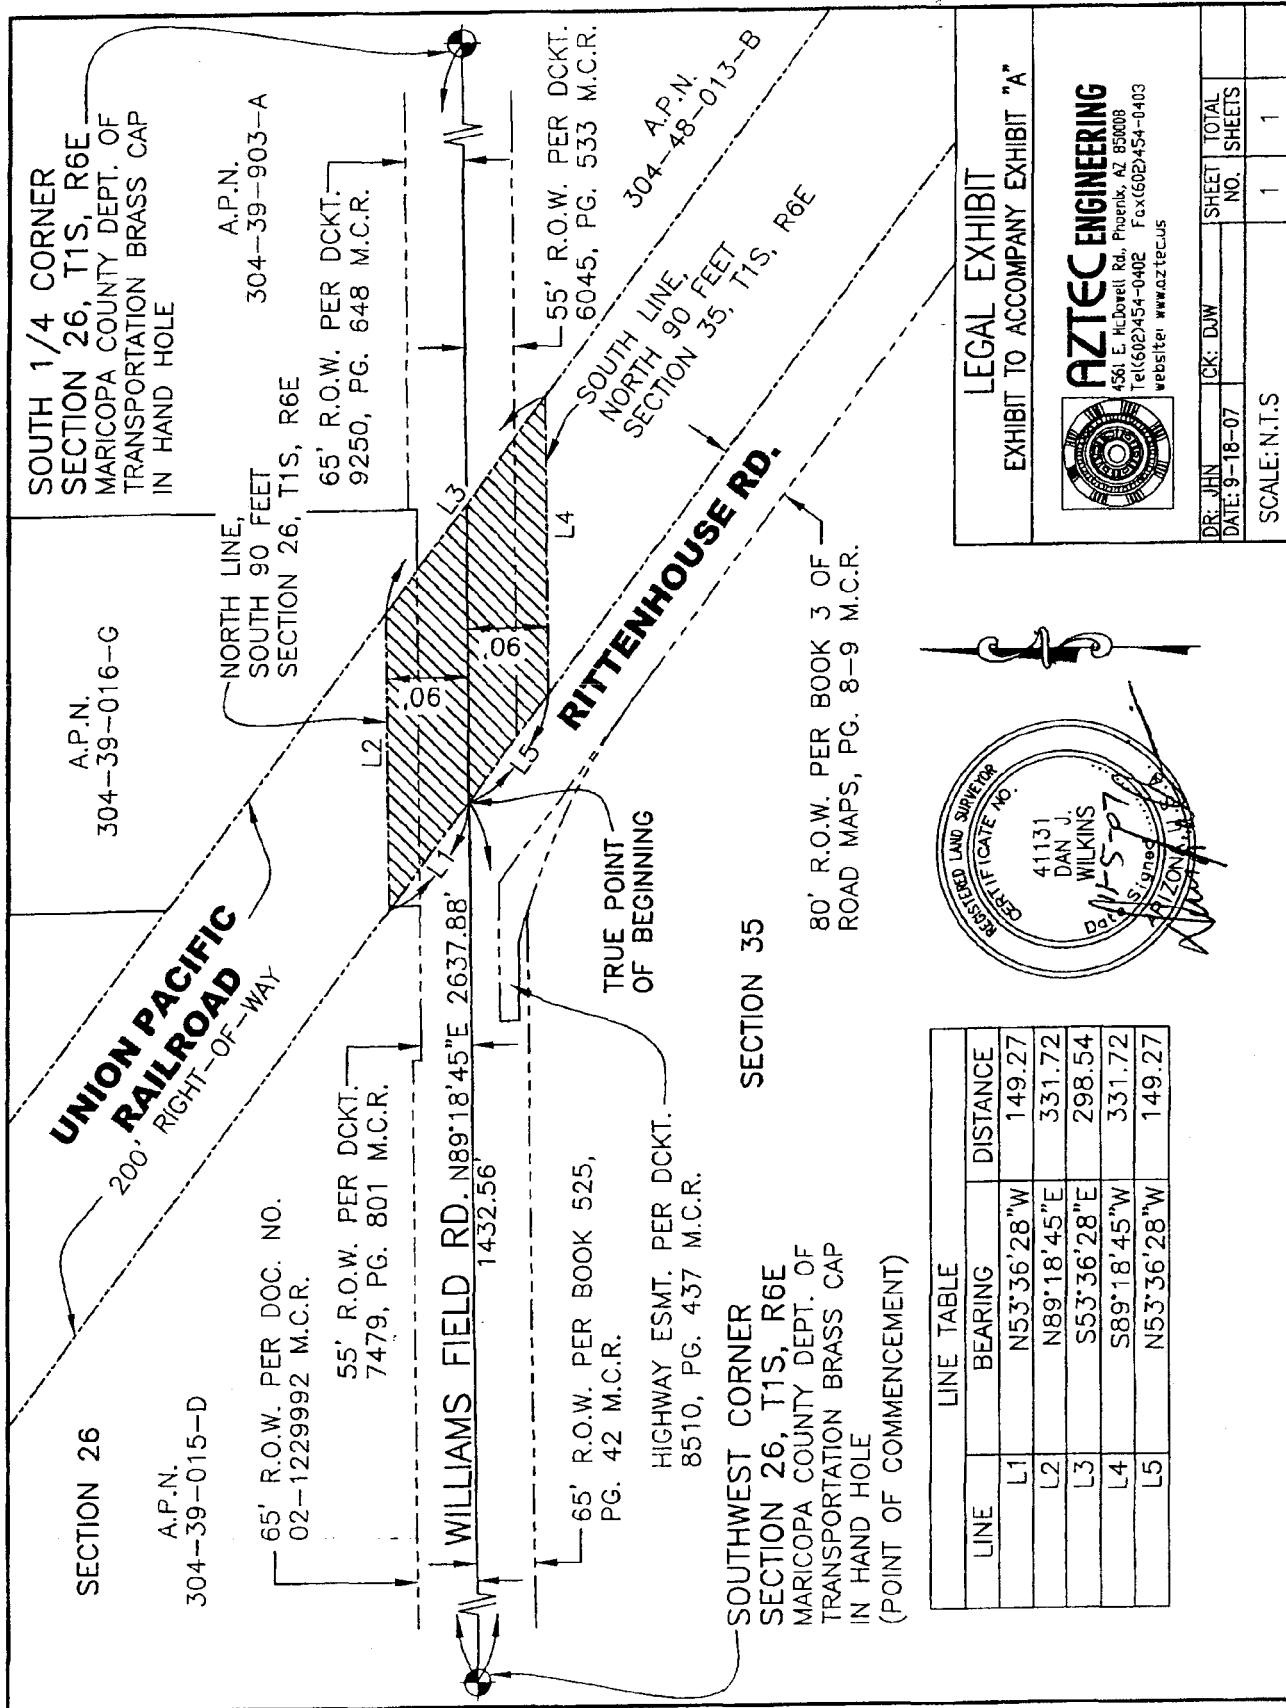 SOUTH 1/4 CORNER
SECTION 26, T1S, R6E
MARICOPA COUNTY DEPT. OF
TRANSPORTATION BRASS CAP
IN HAND HOLE
A.P.N.
304-39-903-A
A.P.N.
304-39-016-G
NORTH LINE,
SOUTH 90 FEET
SECTION 26, T1S, R6E
65' R.O.W. PER DCKT.
9250, PG. 648 M.C.R.
55' R.O.W. PER DCKT.
6045, PG. 533 M.C.R.
A.P.N.
304-48-013-B
SOUTH LINE,
NORTH 90 FEET
SECTION 35, T1S, R6E
UNION PACIFIC
RAILROAD
200' RIGHT-OF-WAY
SECTION 26
A.P.N.
304-39-015-D
65' R.O.W. PER DOC. NO.
02-1229992 M.C.R.
55' R.O.W. PER DCKT.
7479, PG. 801 M.C.R.
WILLIAMS FIELD RD. N89°18'45"E 2637.88'
1432.56'
L1
L2
L3
L4
L5
90'
90'
TRUE POINT
OF BEGINNING
RITTENHOUSE RD.
65' R.O.W. PER BOOK 525,
PG. 42 M.C.R.
HIGHWAY ESMT. PER DCKT.
8510, PG. 437 M.C.R.
SECTION 35
80' R.O.W. PER BOOK 3 OF
ROAD MAPS, PG. 8-9 M.C.R.
SOUTHWEST CORNER
SECTION 26, T1S, R6E
MARICOPA COUNTY DEPT. OF
TRANSPORTATION BRASS CAP
IN HAND HOLE
(POINT OF COMMENCEMENT)
LINE TABLE
LINE BEARING DISTANCE
L1 N53°36'28"W 149.27
L2 N89°18'45"E 331.72
L3 S53°36'28"E 298.54
L4 S89°18'45"W 331.72
L5 N53°36'28"W 149.27
REGISTERED LAND SURVEYOR
CERTIFICATE NO.
41131
DAN J.
WILKINS
Date Signed
11-5-07
ARIZONA, U.S.A.
LEGAL EXHIBIT
EXHIBIT TO ACCOMPANY EXHIBIT "A"
AZTEC ENGINEERING
4561 E. McDowell Rd., Phoenix, AZ 850008
Tel(602)454-0402 Fax(602)454-0403
website: www.aztec.us
DR: JHN CK: DJW SHEET NO. TOTAL SHEETS
DATE: 9-18-07
SCALE: N.T.S 1 1